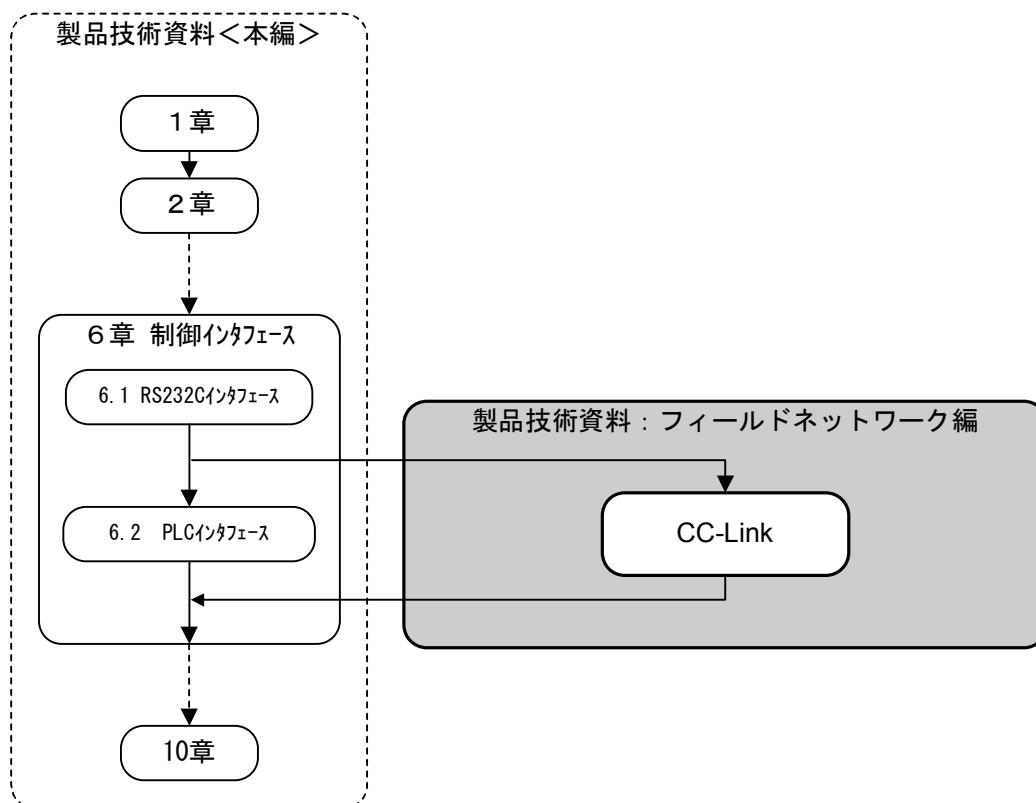 製品技術資料＜本編＞
１章
２章
６章 制御ｲﾝﾀﾌｪｰｽ
6.1 RS232Cｲﾝﾀﾌｪｰｽ
製品技術資料：フィールドネットワーク編
6.2 PLCｲﾝﾀﾌｪｰｽ
CC-Link
10章